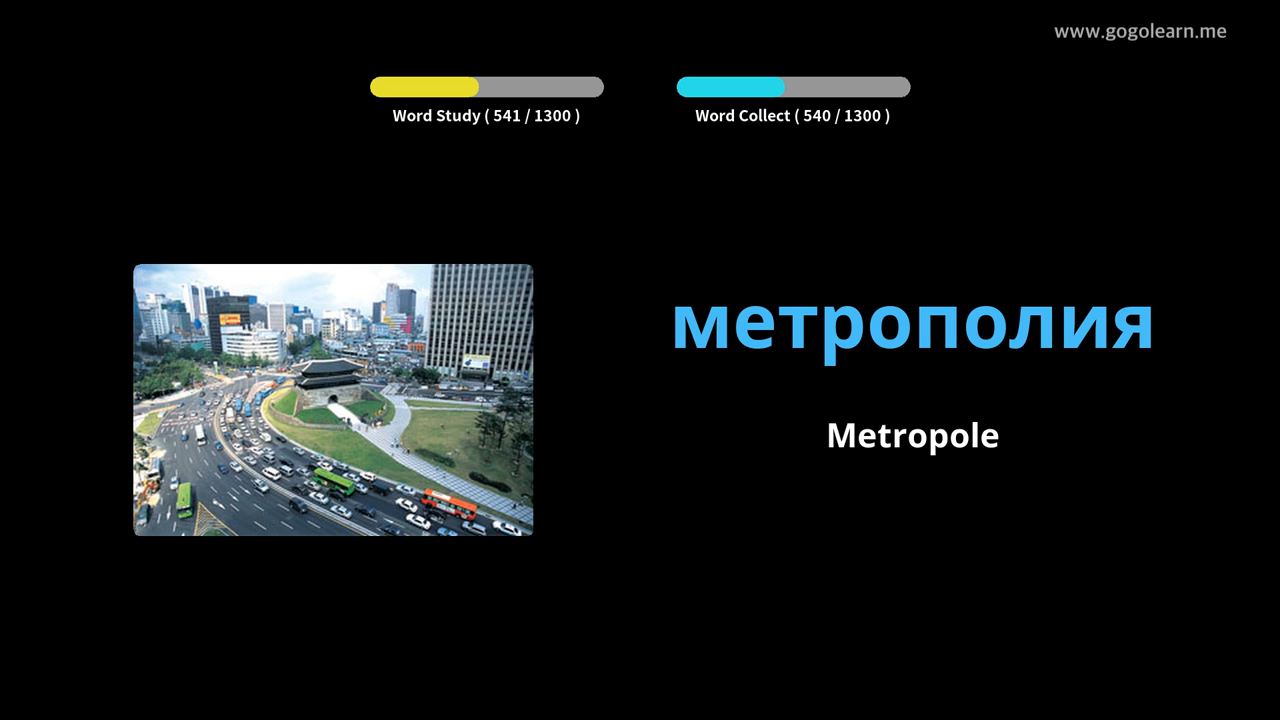 www.gogolearn.me
Word Study ( 541 / 1300 )
Word Collect ( 540 / 1300 )
метрополия
Metropole